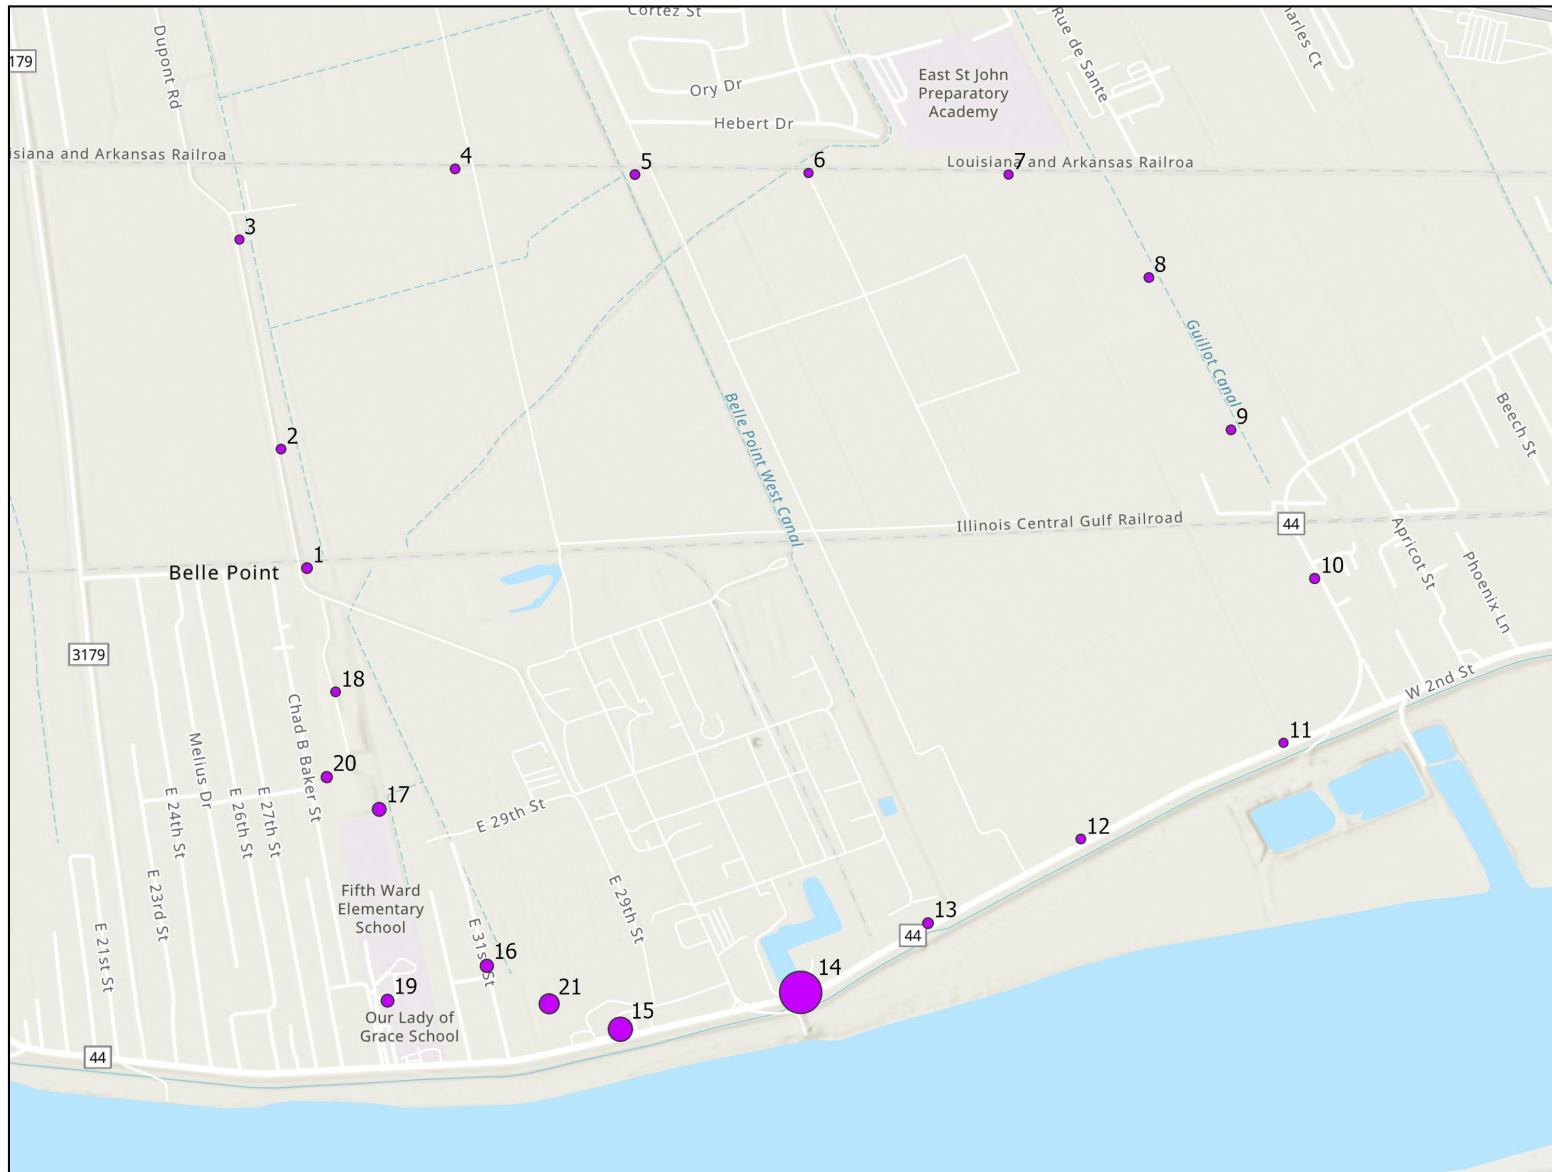 Cortez St
179
Dupont Rd
Rue de Sante
harles Ct
East St John
Preparatory
Academy
Ory Dr
Hebert Dr
isiana and Arkansas Railroa
4
5
6
7
Louisiana and Arkansas Railroa
3
8
Guillot Canal
Belle Point West Canal
9
Beech St
2
Illinois Central Gulf Railroad
44
Apricot St
1
Belle Point
10
Phoenix Ln
3179
18
W 2nd St
Chad B Baker St
11
Melius Dr
20
17
E 24th St
E 26th St
E 27th St
E 29th St
12
E 23rd St
Fifth Ward
Elementary
School
E 29th St
E 21st St
E 31st St
13
44
16
14
19
21
15
Our Lady of
Grace School
44